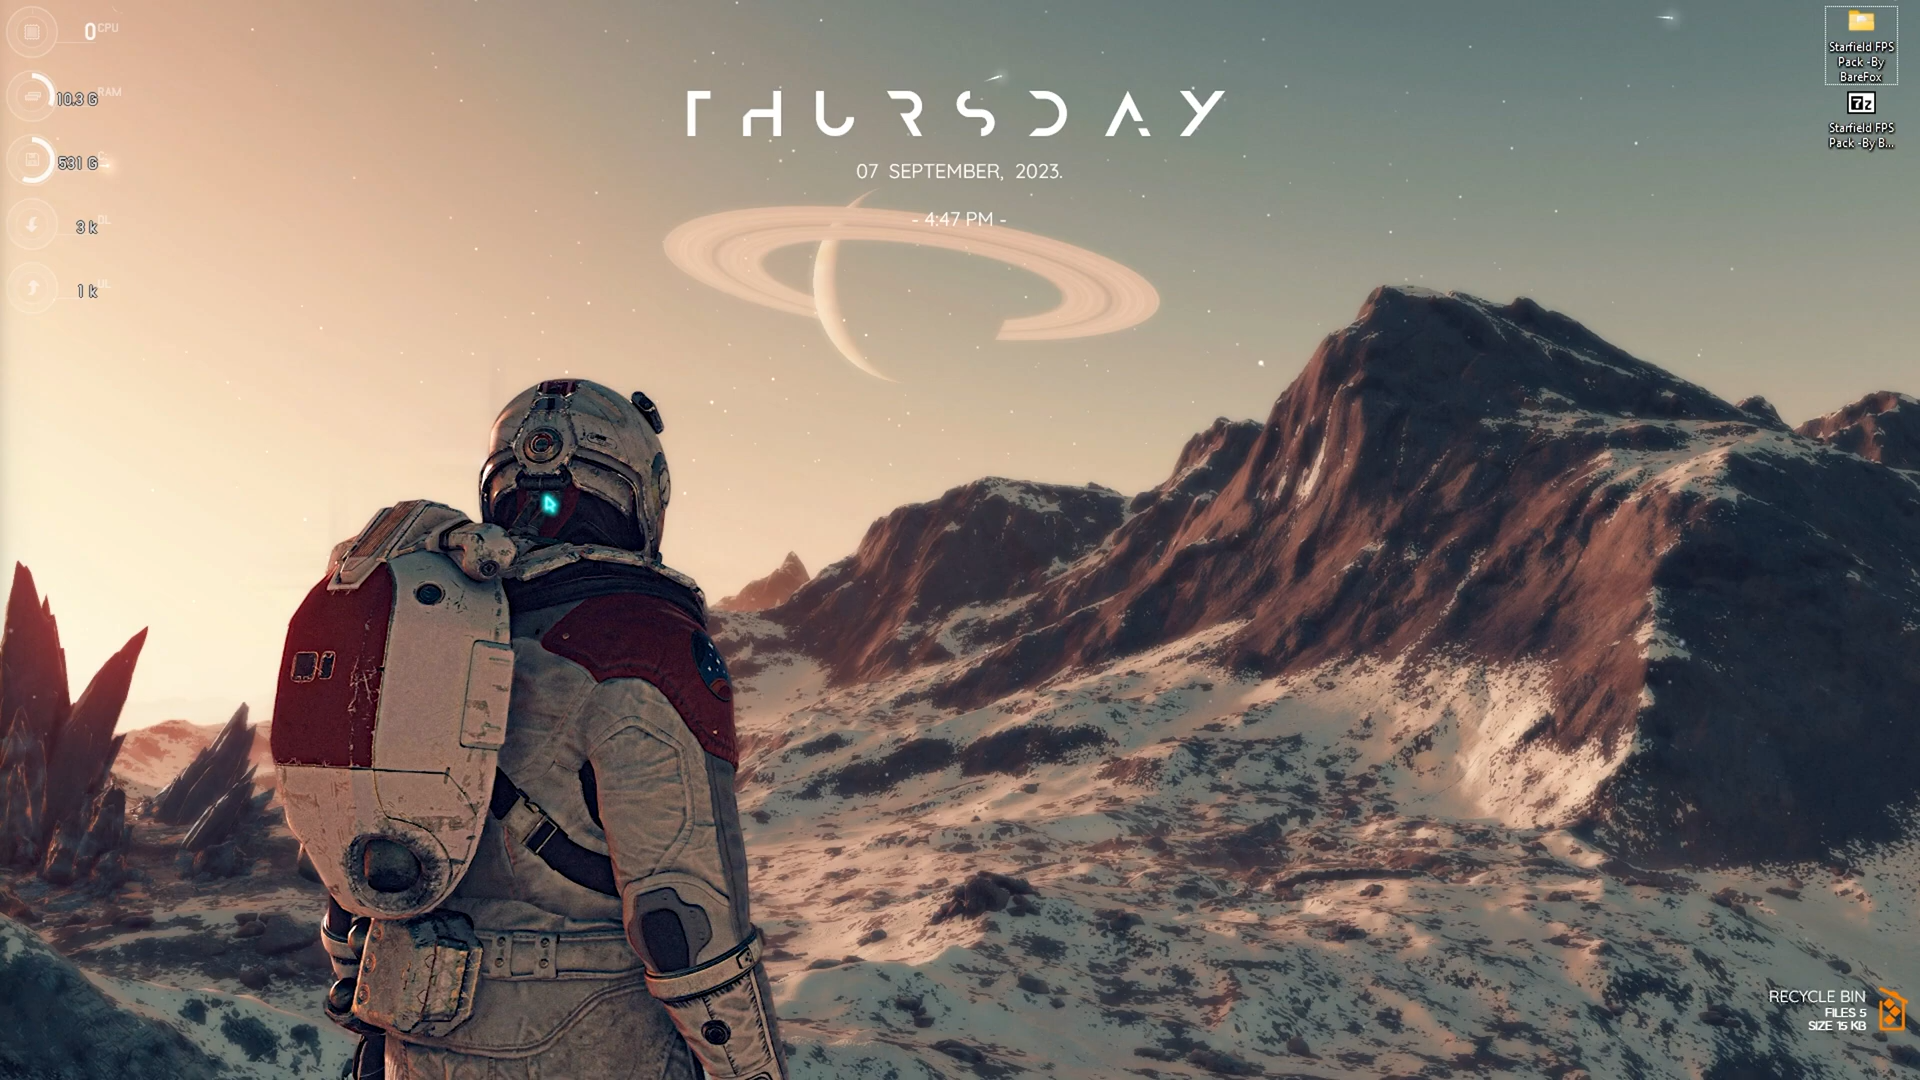 0 CPU
10.3 G RAM
531 G C:
3 k DL
1 k UL
THURSDAY
07 SEPTEMBER, 2023.
- 4:47 PM -
Starfield FPS
Pack -By
BareFox
7z
Starfield FPS
Pack -By B...
RECYCLE BIN
FILES 5
SIZE 15 KB